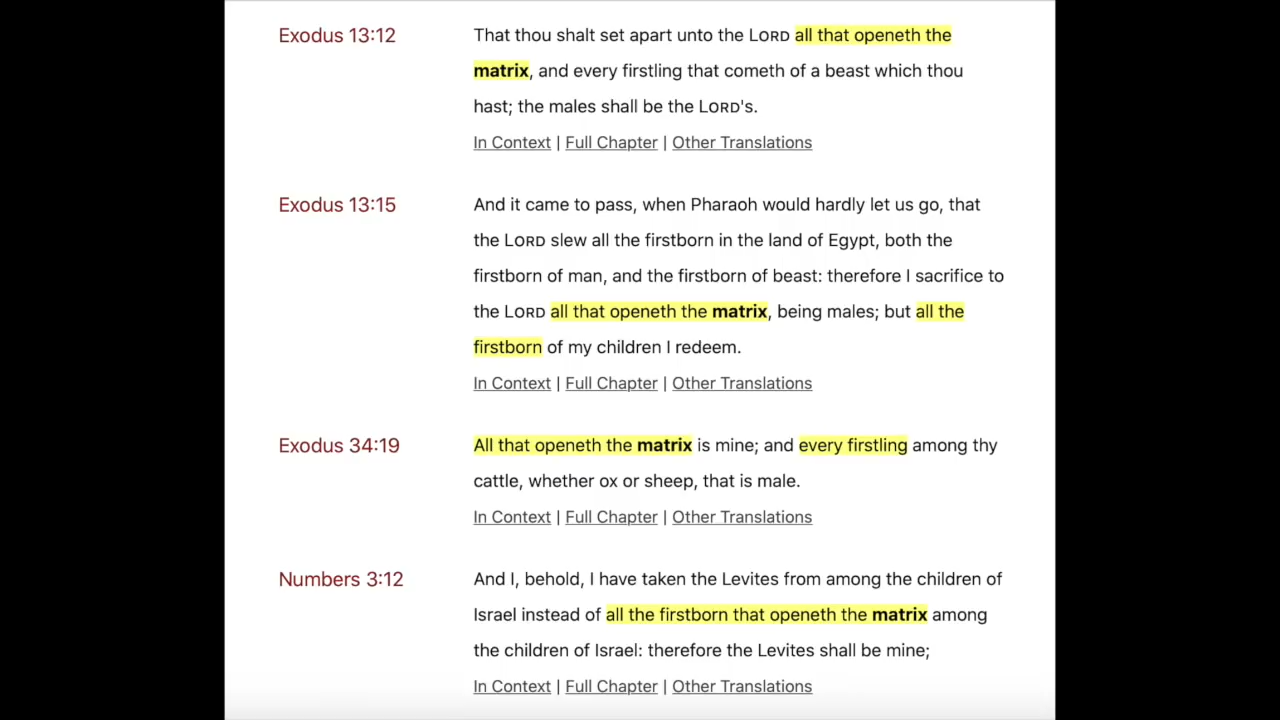 Exodus 13:12
That thou shalt set apart unto the LORD all that openeth the
matrix, and every firstling that cometh of a beast which thou
hast; the males shall be the LORD's.
In Context | Full Chapter | Other Translations
Exodus 13:15
And it came to pass, when Pharaoh would hardly let us go, that
the LORD slew all the firstborn in the land of Egypt, both the
firstborn of man, and the firstborn of beast: therefore I sacrifice to
the LORD all that openeth the matrix, being males; but all the
firstborn of my children I redeem.
In Context | Full Chapter | Other Translations
Exodus 34:19
All that openeth the matrix is mine; and every firstling among thy
cattle, whether ox or sheep, that is male.
In Context | Full Chapter | Other Translations
Numbers 3:12
And I, behold, I have taken the Levites from among the children of
Israel instead of all the firstborn that openeth the matrix among
the children of Israel: therefore the Levites shall be mine;
In Context | Full Chapter | Other Translations